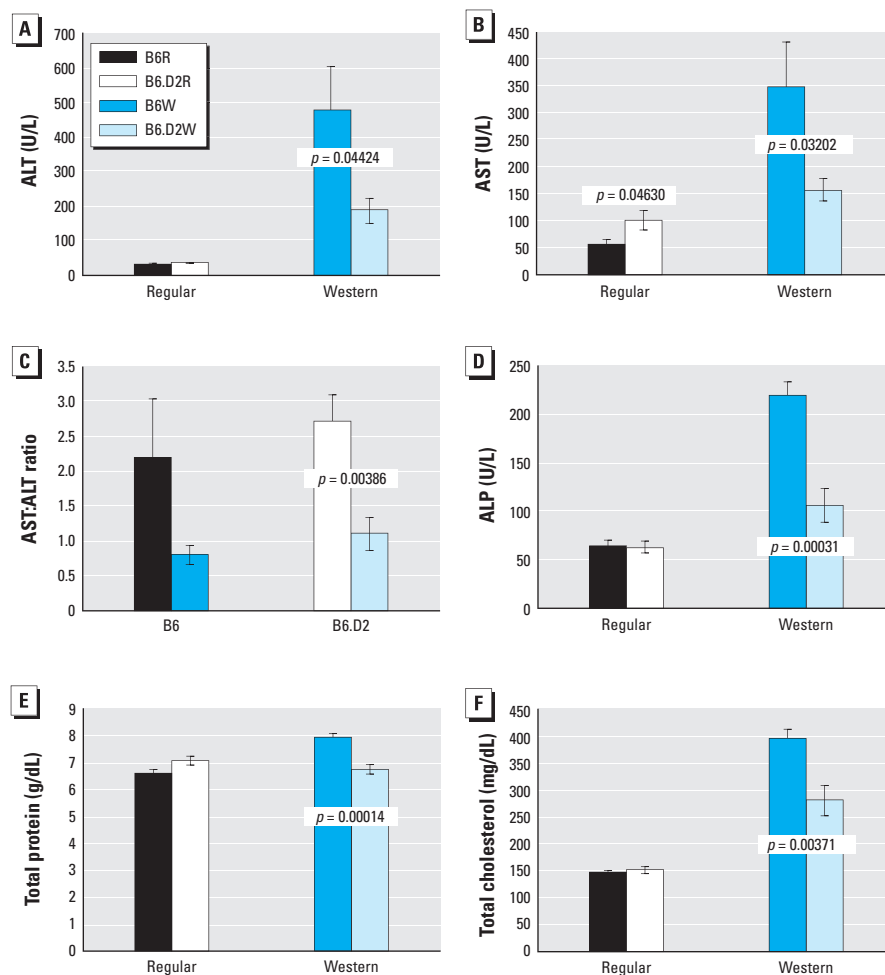 A
700
600
500
400
300
200
100
0
ALT (U/L)
B6R
B6.D2R
B6W
B6.D2W
p = 0.04424
Regular Western
B
450
400
350
300
250
200
150
100
50
0
AST (U/L)
p = 0.04630
p = 0.03202
Regular Western
C
3.5
3.0
2.5
2.0
1.5
1.0
0.5
0
AST:ALT ratio
p = 0.00386
B6 B6.D2
D
250
200
150
100
50
0
ALP (U/L)
p = 0.00031
Regular Western
E
9
8
7
6
5
4
3
2
1
0
Total protein (g/dL)
p = 0.00014
Regular Western
F
450
400
350
300
250
200
150
100
50
0
Total cholesterol (mg/dL)
p = 0.00371
Regular Western